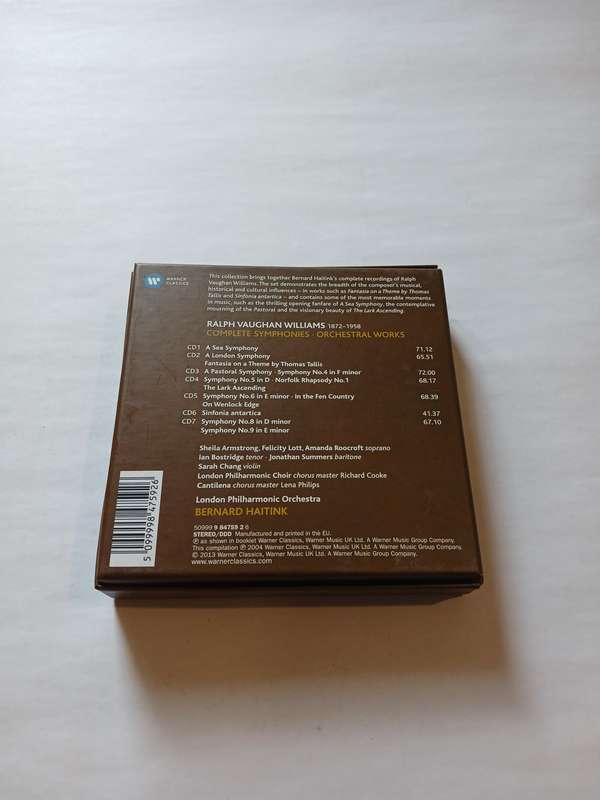 WARNER
CLASSICS
This collection brings together Bernard Haitink's complete recordings of Ralph
Vaughan Williams. The set demonstrates the breadth of the composer's musical,
historical and cultural influences – in works such as Fantasia on a Theme by Thomas
Tallis and Sinfonia antartica – and contains some of the most memorable moments
in music, such as the thrilling opening fanfare of A Sea Symphony, the contemplative
mourning of the Pastoral and the visionary beauty of The Lark Ascending.
RALPH VAUGHAN WILLIAMS 1872–1958
COMPLETE SYMPHONIES · ORCHESTRAL WORKS
CD1 A Sea Symphony 71.12
CD2 A London Symphony 65.51
Fantasia on a Theme by Thomas Tallis
CD3 A Pastoral Symphony · Symphony No.4 in F minor 72.00
CD4 Symphony No.5 in D · Norfolk Rhapsody No.1 68.17
The Lark Ascending
CD5 Symphony No.6 in E minor · In the Fen Country 68.39
On Wenlock Edge
CD6 Sinfonia antartica 41.37
CD7 Symphony No.8 in D minor 67.10
Symphony No.9 in E minor
Sheila Armstrong, Felicity Lott, Amanda Roocroft soprano
Ian Bostridge tenor · Jonathan Summers baritone
Sarah Chang violin
London Philharmonic Choir chorus master Richard Cooke
Cantilena chorus master Lena Philips
London Philharmonic Orchestra
BERNARD HAITINK
50999 9 84759 2 6
STEREO/DDD Manufactured and printed in the EU.
℗ as shown in booklet Warner Classics, Warner Music UK Ltd. A Warner Music Group Company.
This compilation ℗ 2004 Warner Classics, Warner Music UK Ltd. A Warner Music Group Company.
© 2013 Warner Classics, Warner Music UK Ltd. A Warner Music Group Company.
www.warnerclassics.com
5 099998 475926